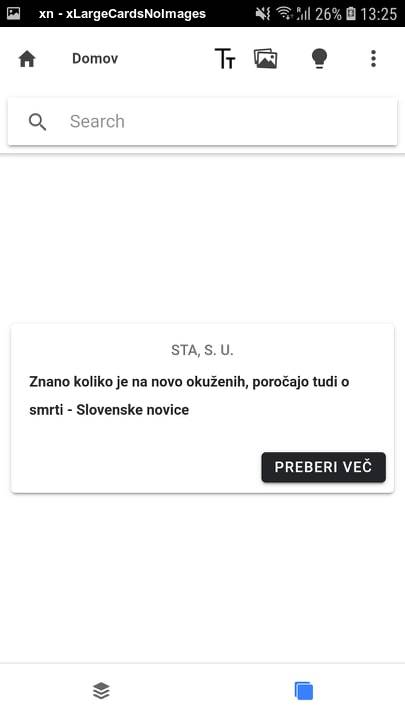 xn - xLargeCardsNoImages
26% 13:25
Domov
Search
STA, S. U.
Znano koliko je na novo okuženih, poročajo tudi o
smrti - Slovenske novice
PREBERI VEČ